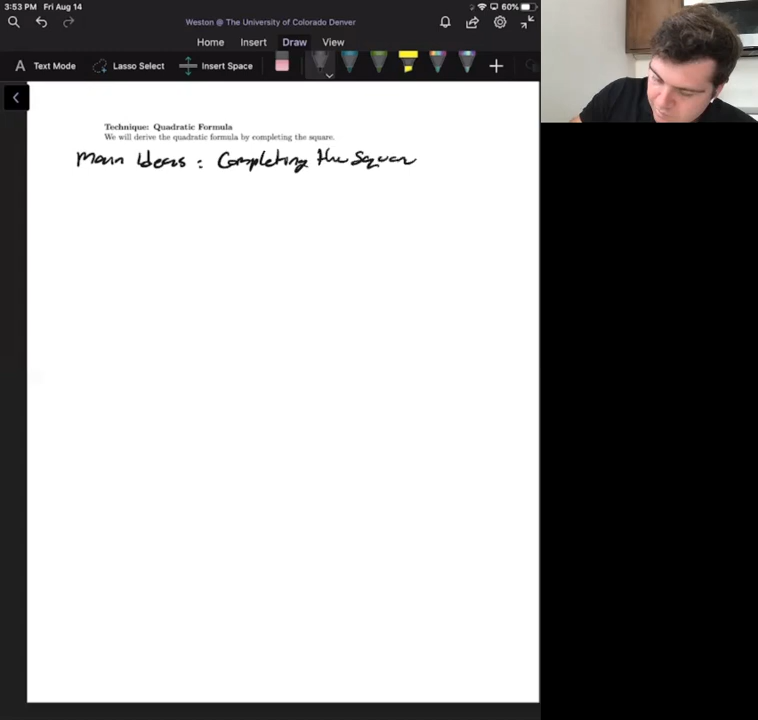 3:53 PM Fri Aug 14
60%
Weston @ The University of Colorado Denver
Home Insert Draw View
A Text Mode Lasso Select Insert Space
Technique: Quadratic Formula
We will derive the quadratic formula by completing the square.
Main Ideas : Completing the Square